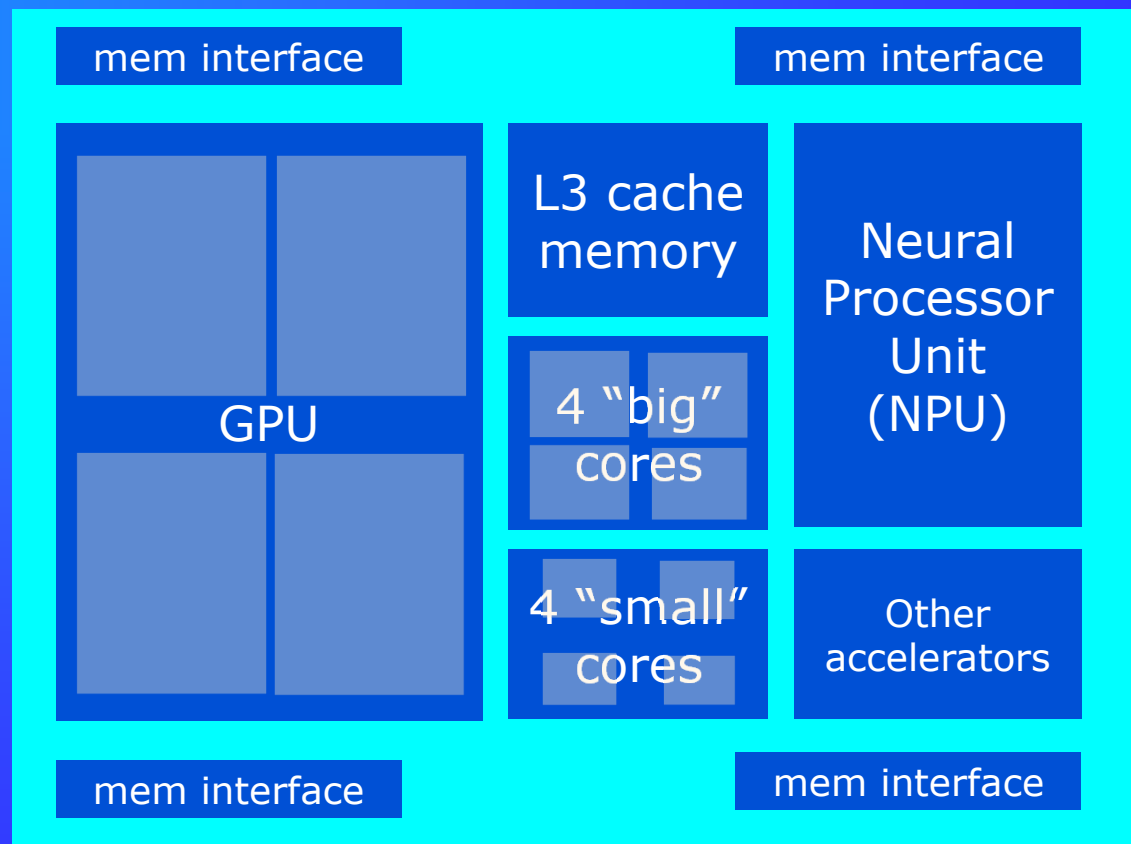 mem interface
mem interface
L3 cache
memory
Neural
Processor
Unit
(NPU)
GPU
4 “big”
cores
4 “small”
cores
Other
accelerators
mem interface
mem interface